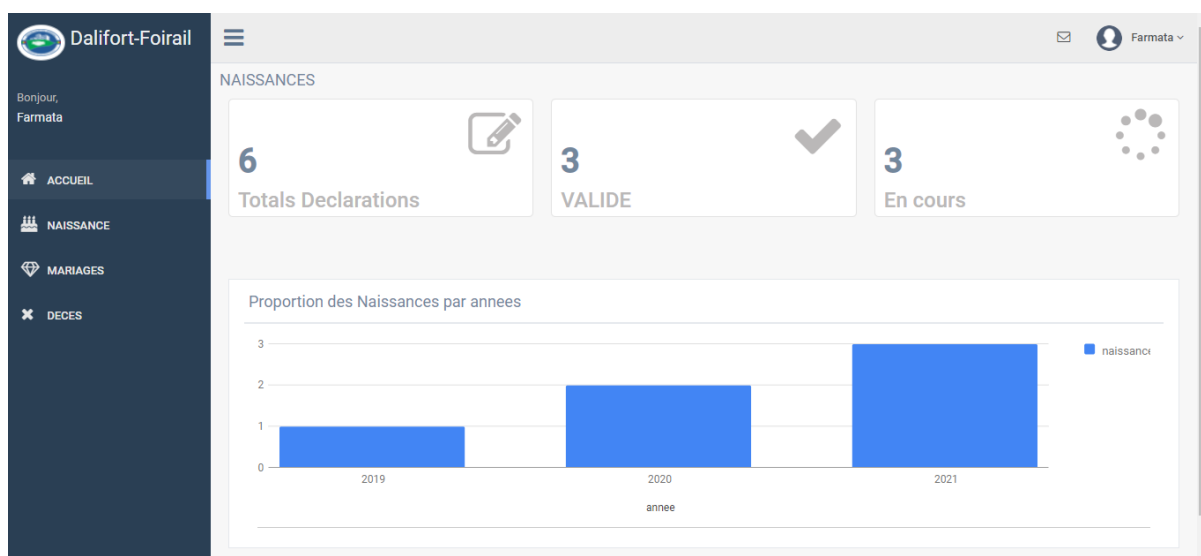 Dalifort-Foirail
Bonjour,
Farmata
ACCUEIL
NAISSANCE
MARIAGES
DECES
Farmata
NAISSANCES
6
Totals Declarations
3
VALIDE
3
En cours
Proportion des Naissances par annees
3
2
1
0
2019
2020
2021
annee
naissance